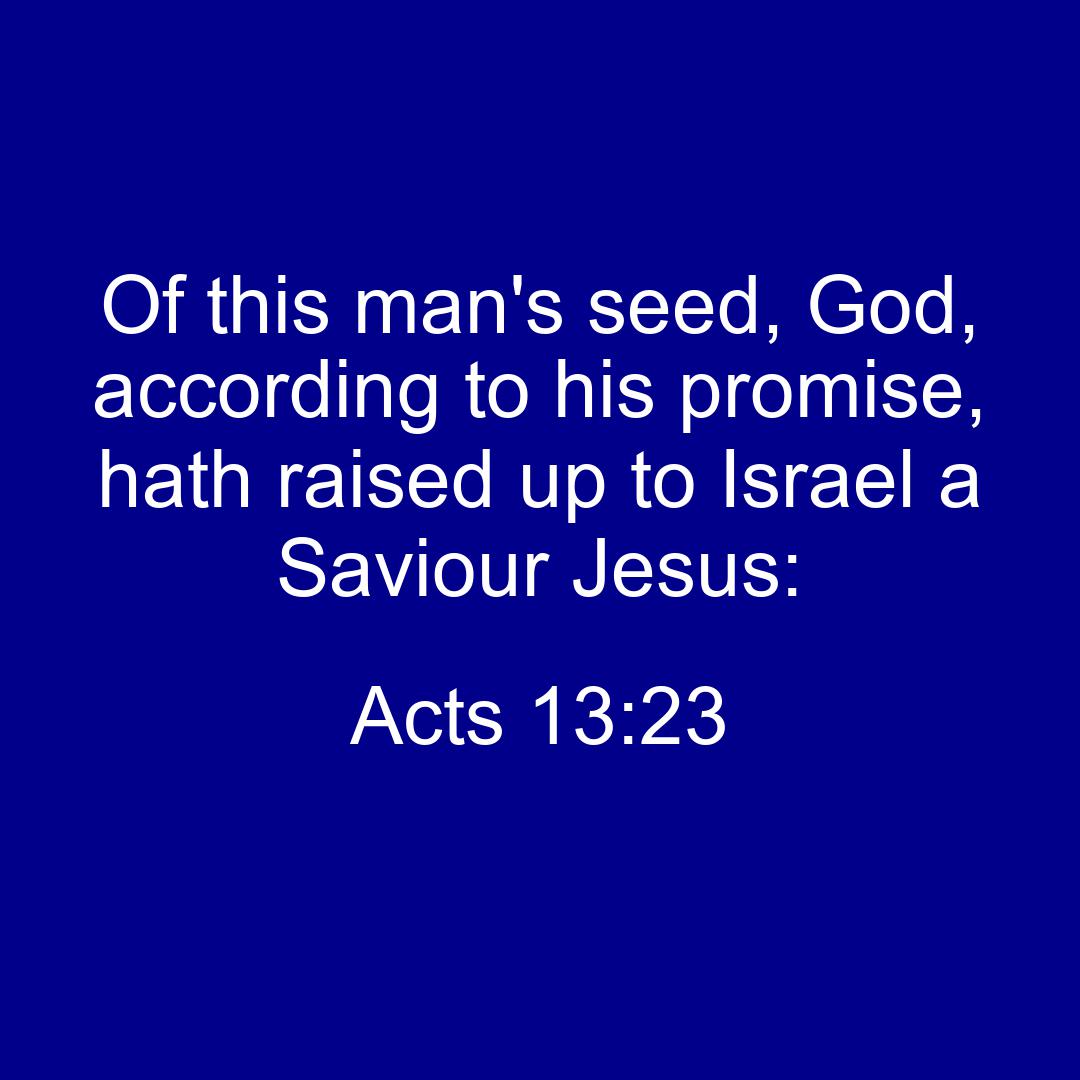 Of this man's seed, God,
according to his promise,
hath raised up to Israel a
Saviour Jesus:
Acts 13:23